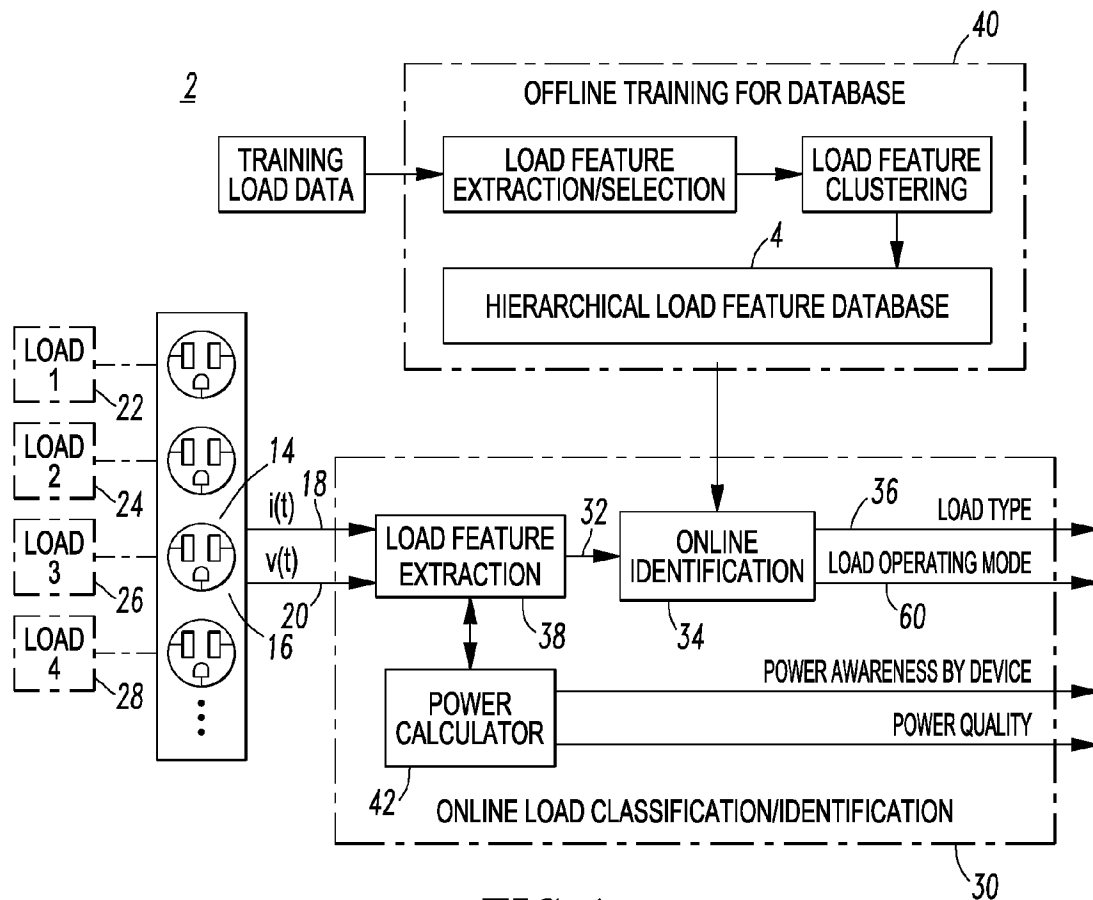 2
40
OFFLINE TRAINING FOR DATABASE
TRAINING
LOAD DATA
LOAD FEATURE
EXTRACTION/SELECTION
LOAD FEATURE
CLUSTERING
4
HIERARCHICAL LOAD FEATURE DATABASE
LOAD
1
22
LOAD
2
24
LOAD
3
26
LOAD
4
28
14
16
i(t)
18
v(t)
20
LOAD FEATURE
EXTRACTION
38
32
ONLINE
IDENTIFICATION
34
36
LOAD TYPE
LOAD OPERATING MODE
60
POWER
CALCULATOR
42
POWER AWARENESS BY DEVICE
POWER QUALITY
ONLINE LOAD CLASSIFICATION/IDENTIFICATION
30